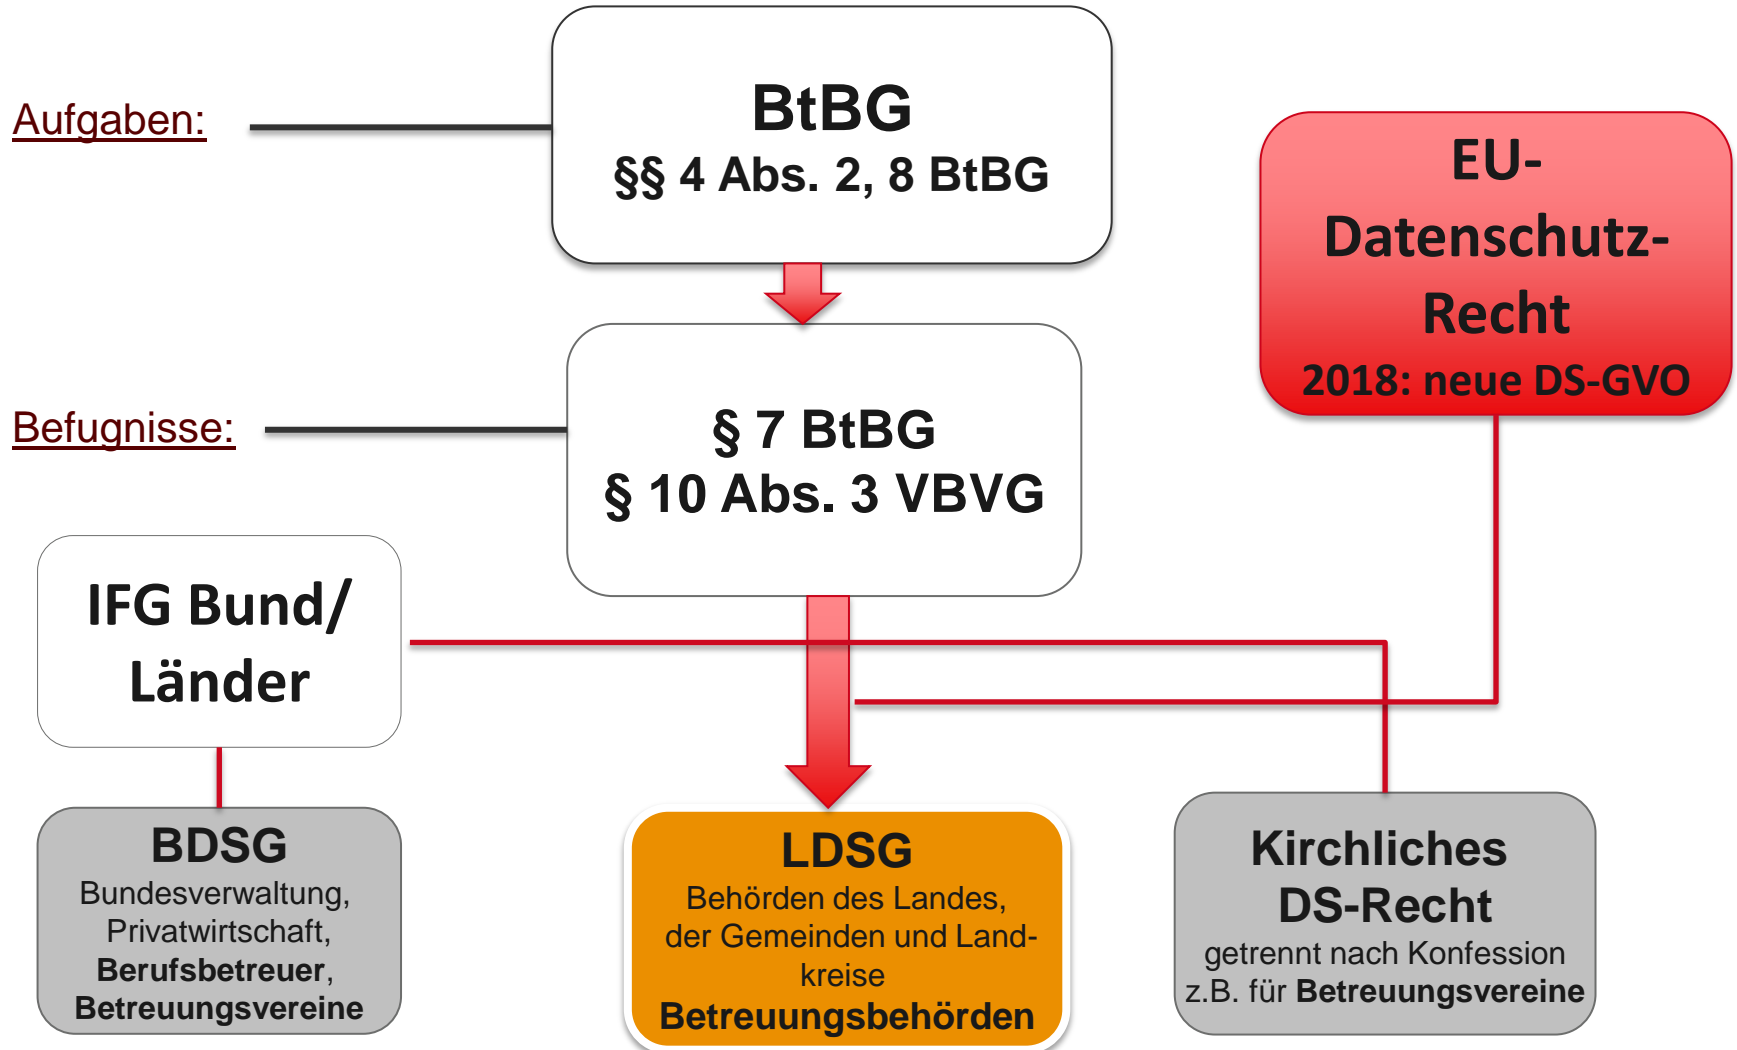 Aufgaben:
BtBG
§§ 4 Abs. 2, 8 BtBG
EU-
Datenschutz-
Recht
2018: neue DS-GVO
Befugnisse:
§ 7 BtBG
§ 10 Abs. 3 VBVG
IFG Bund/
Länder
BDSG
Bundesverwaltung,
Privatwirtschaft,
Berufsbetreuer,
Betreuungsvereine
LDSG
Behörden des Landes,
der Gemeinden und Land-
kreise
Betreuungsbehörden
Kirchliches
DS-Recht
getrennt nach Konfession
z.B. für Betreuungsvereine